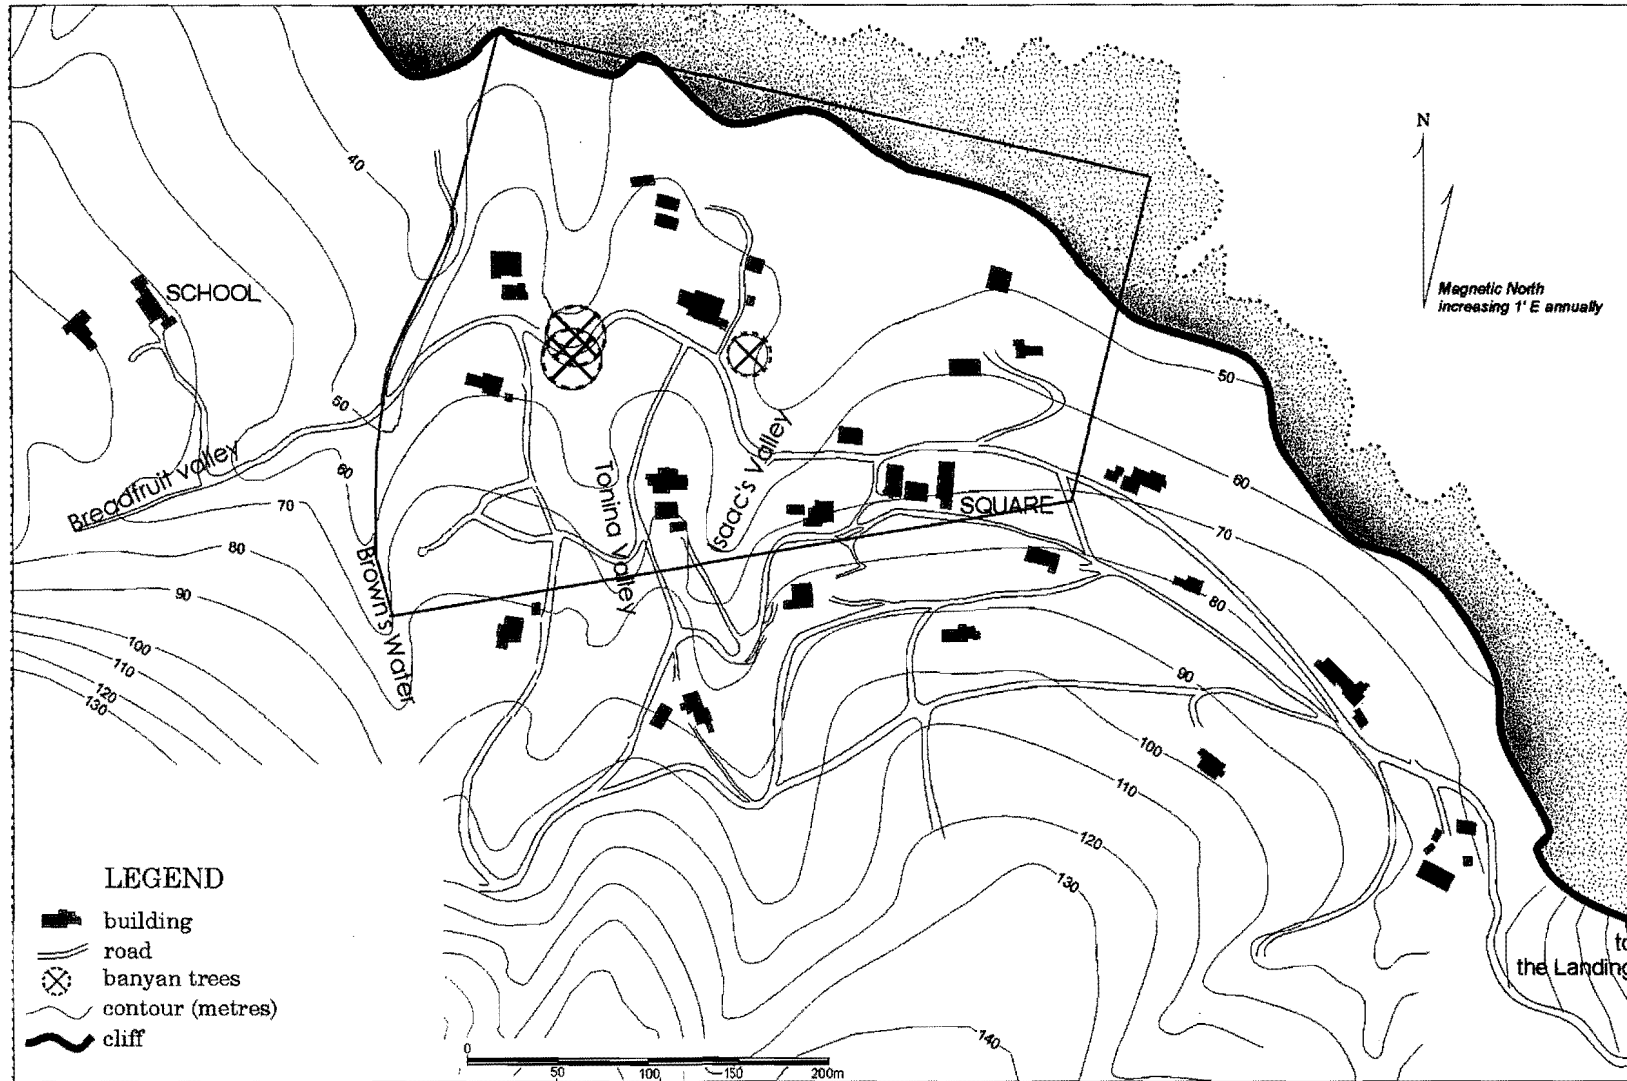 N
40
Magnetic North
increasing 1' E annually
SCHOOL
50
50
60
Breadfruit valley
60
70
80
90
100
110
120
130
Brown's Water
Tonina Valley
Isaac's Valley
SQUARE
60
70
80
90
100
110
120
130
140
to
the Landing
LEGEND
building
road
banyan trees
contour (metres)
cliff
0
50
100
150
200m